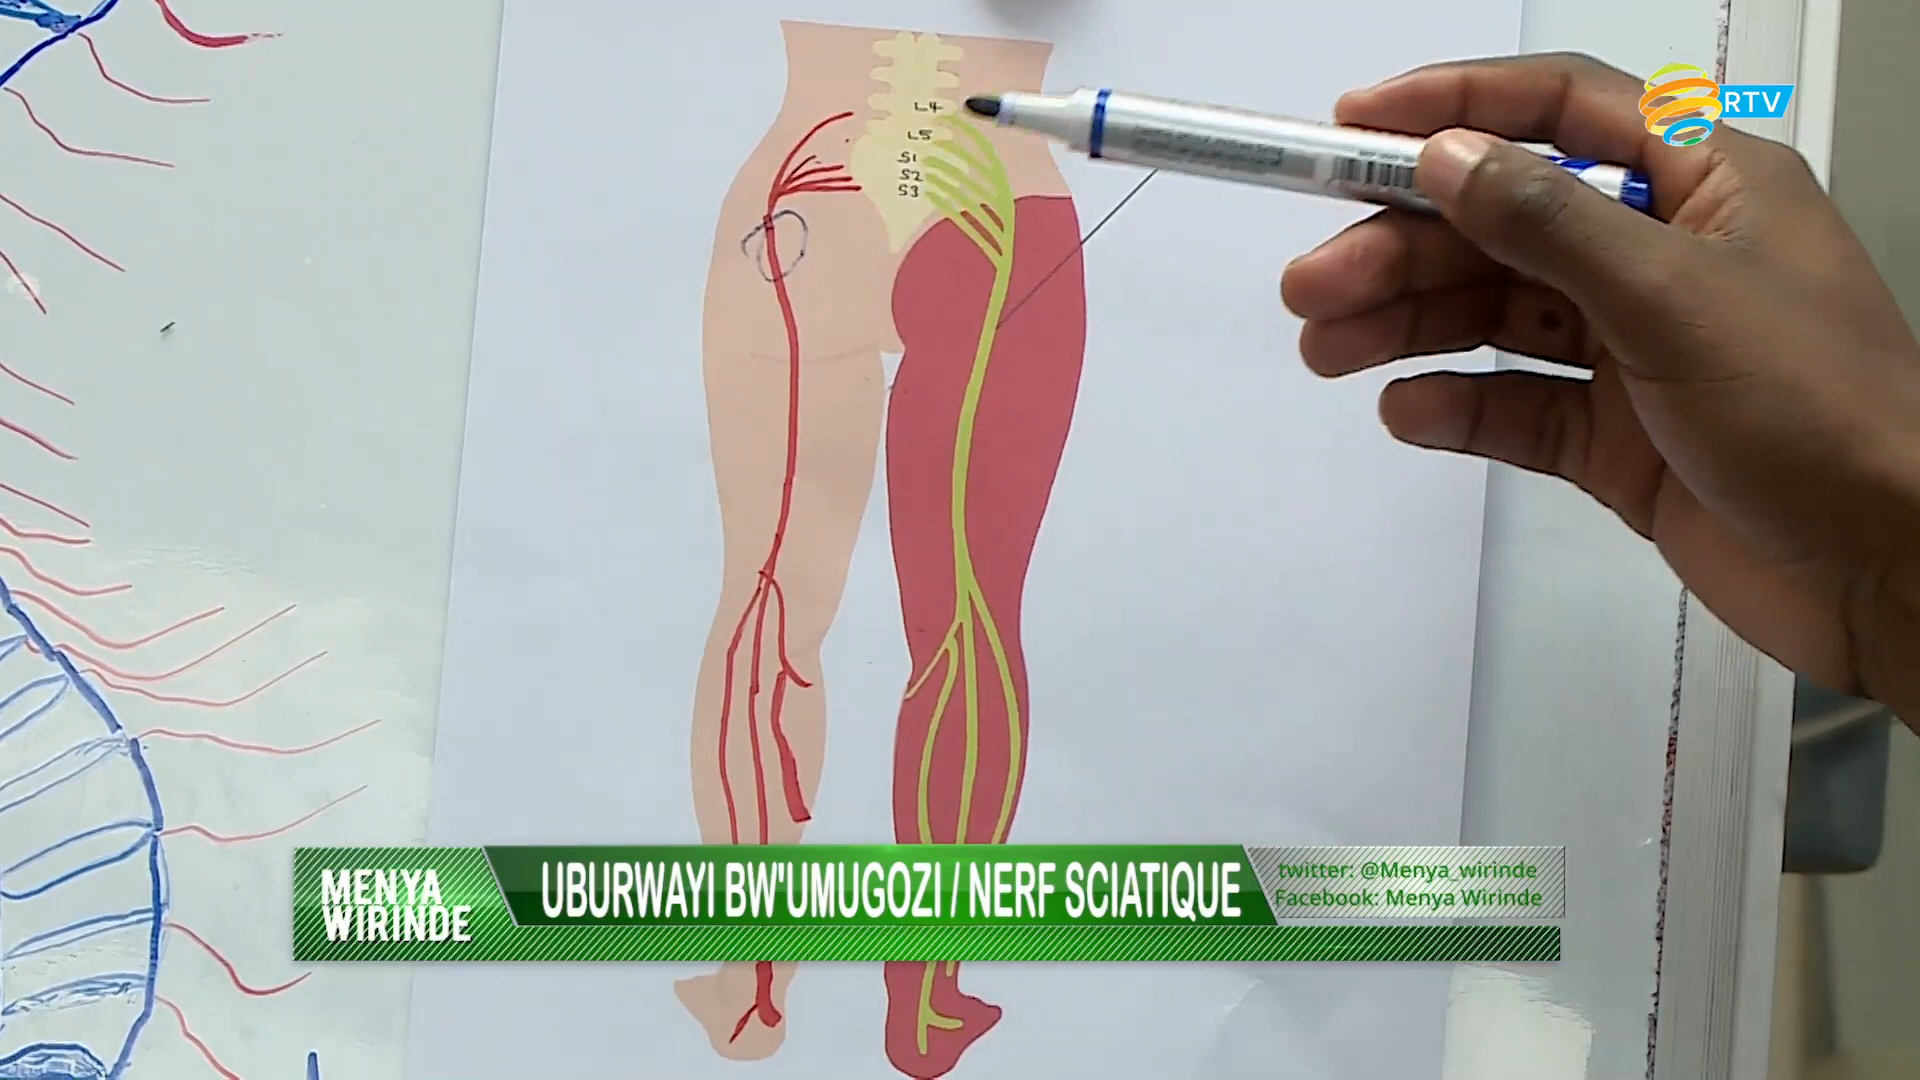 RTV
L4
L5
S1
S2
S3
MENYA
WIRINDE
UBURWAYI BW"UMUGOZI / NERF SCIATIQUE
twitter: @Menya_wirinde
Facebook: Menya Wirinde